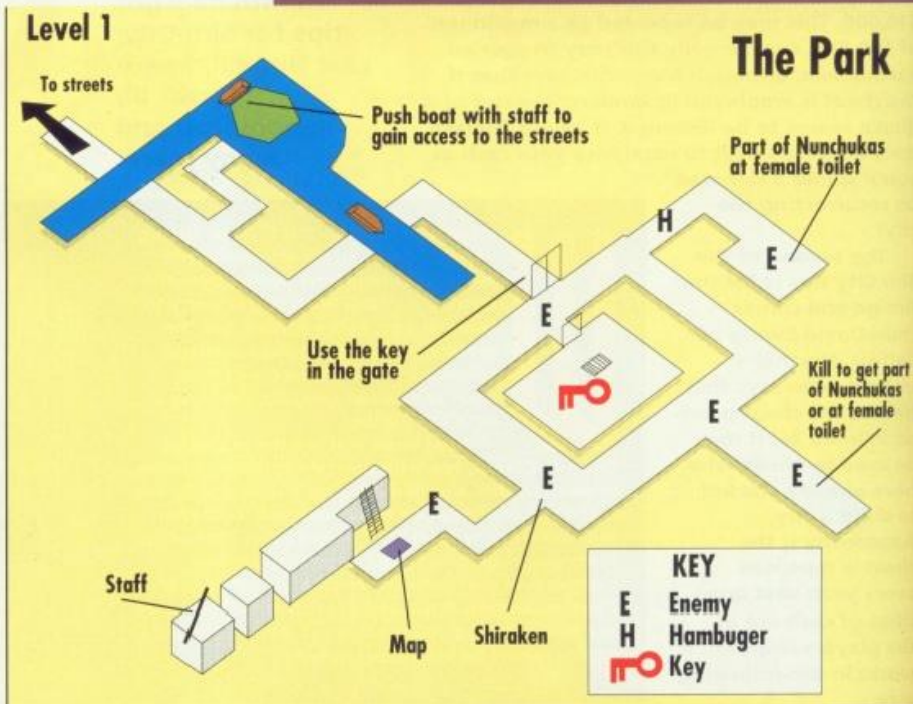 Level 1
The Park
To streets
Push boat with staff to
gain access to the streets
Part of Nunchukas
at female toilet
H
E
E
Use the key
in the gate
Kill to get part
of Nunchukas
or at female
toilet
E
E
E
E
Staff
Map
Shiraken
KEY
E Enemy
H Hambuger
Key